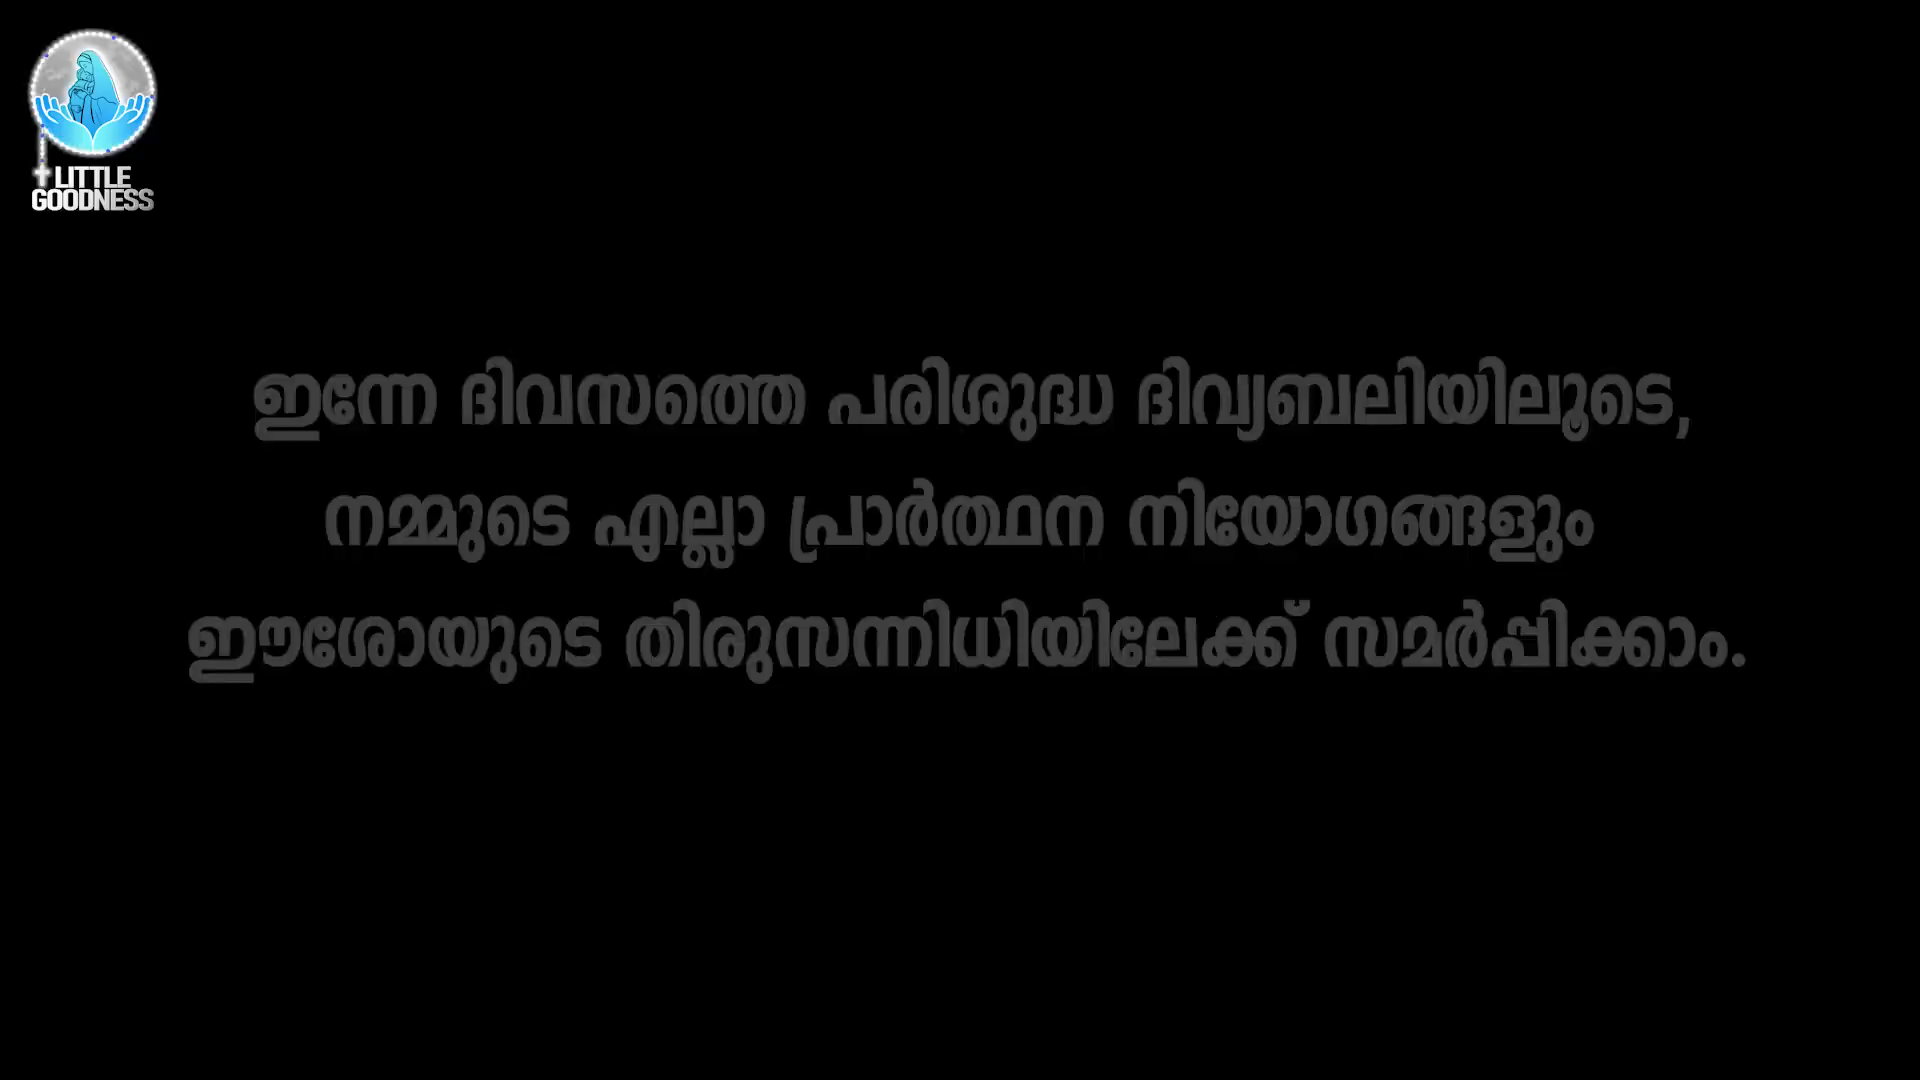 LITTLE
GOODNESS
ഇന്നേ ദിവസത്തെ പരിശുദ്ധ ദിവ്യബലിയിലൂടെ,
നമ്മുടെ എല്ലാ പ്രാർത്ഥന നിയോഗങ്ങളും
ഈശോയുടെ തിരുസന്നിധിയിലേക്ക് സമർപ്പിക്കാം.